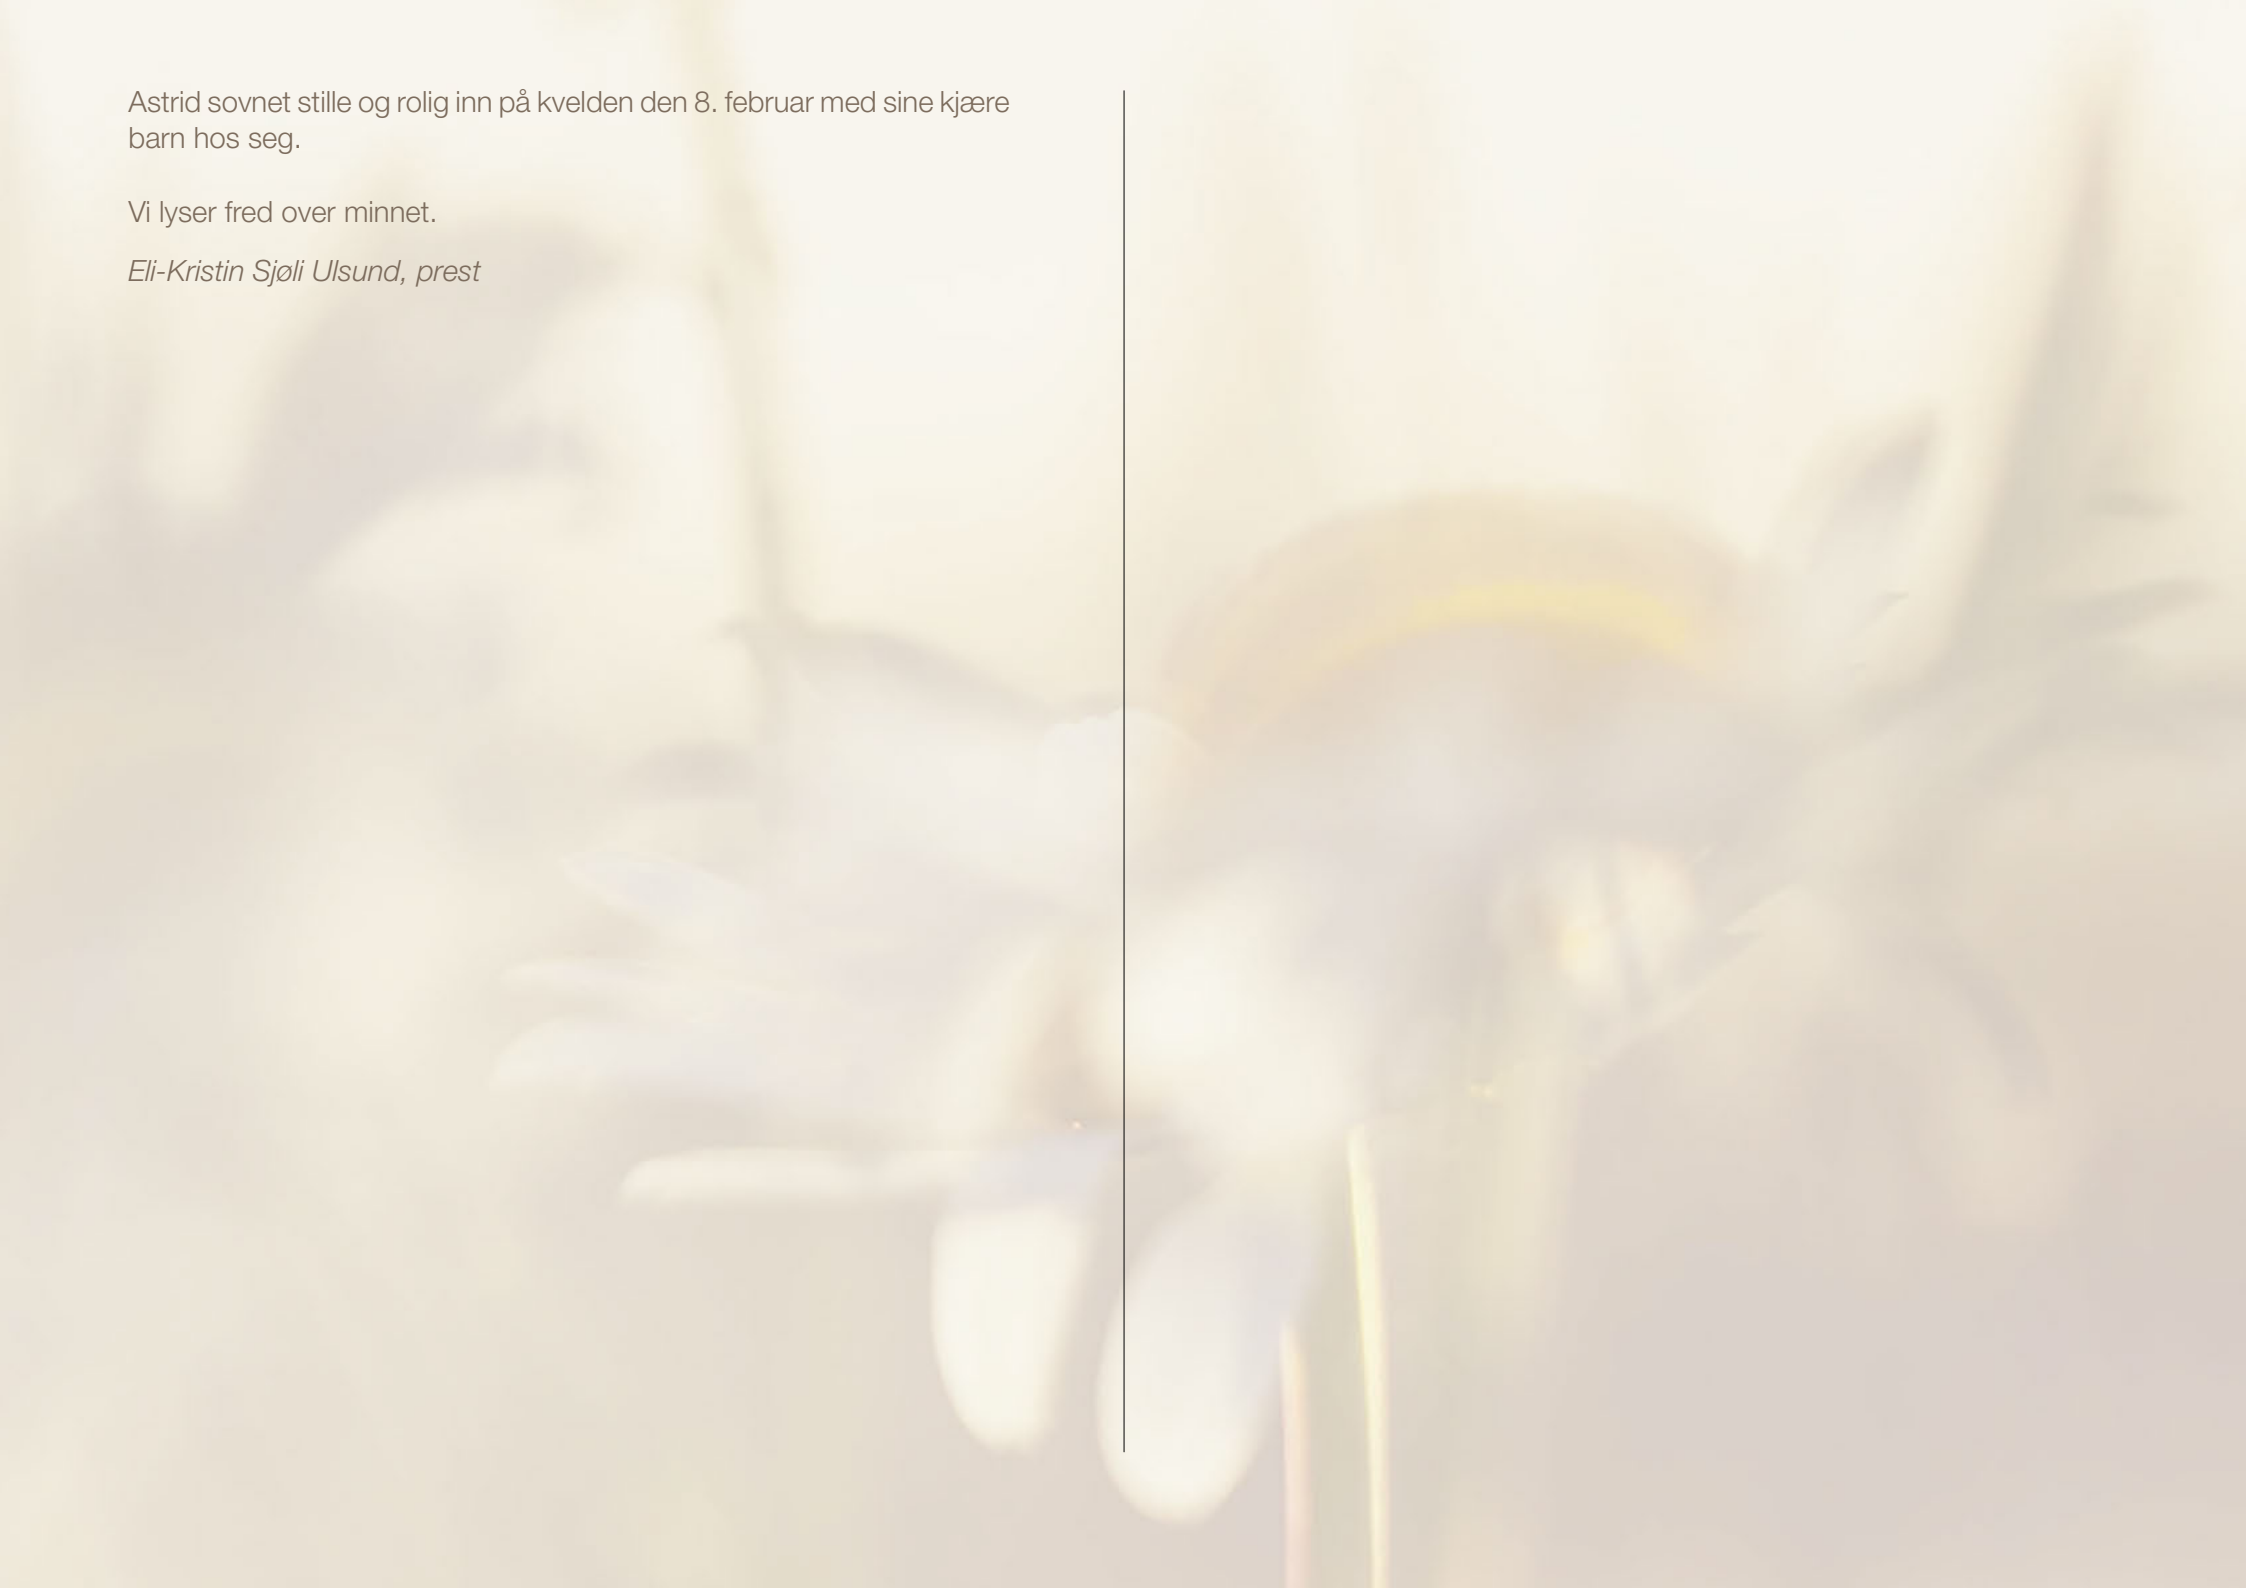 Astrid sovnet stille og rolig inn på kvelden den 8. februar med sine kjære
barn hos seg.
Vi lyser fred over minnet.
Eli-Kristin Sjøli Ulsund, prest